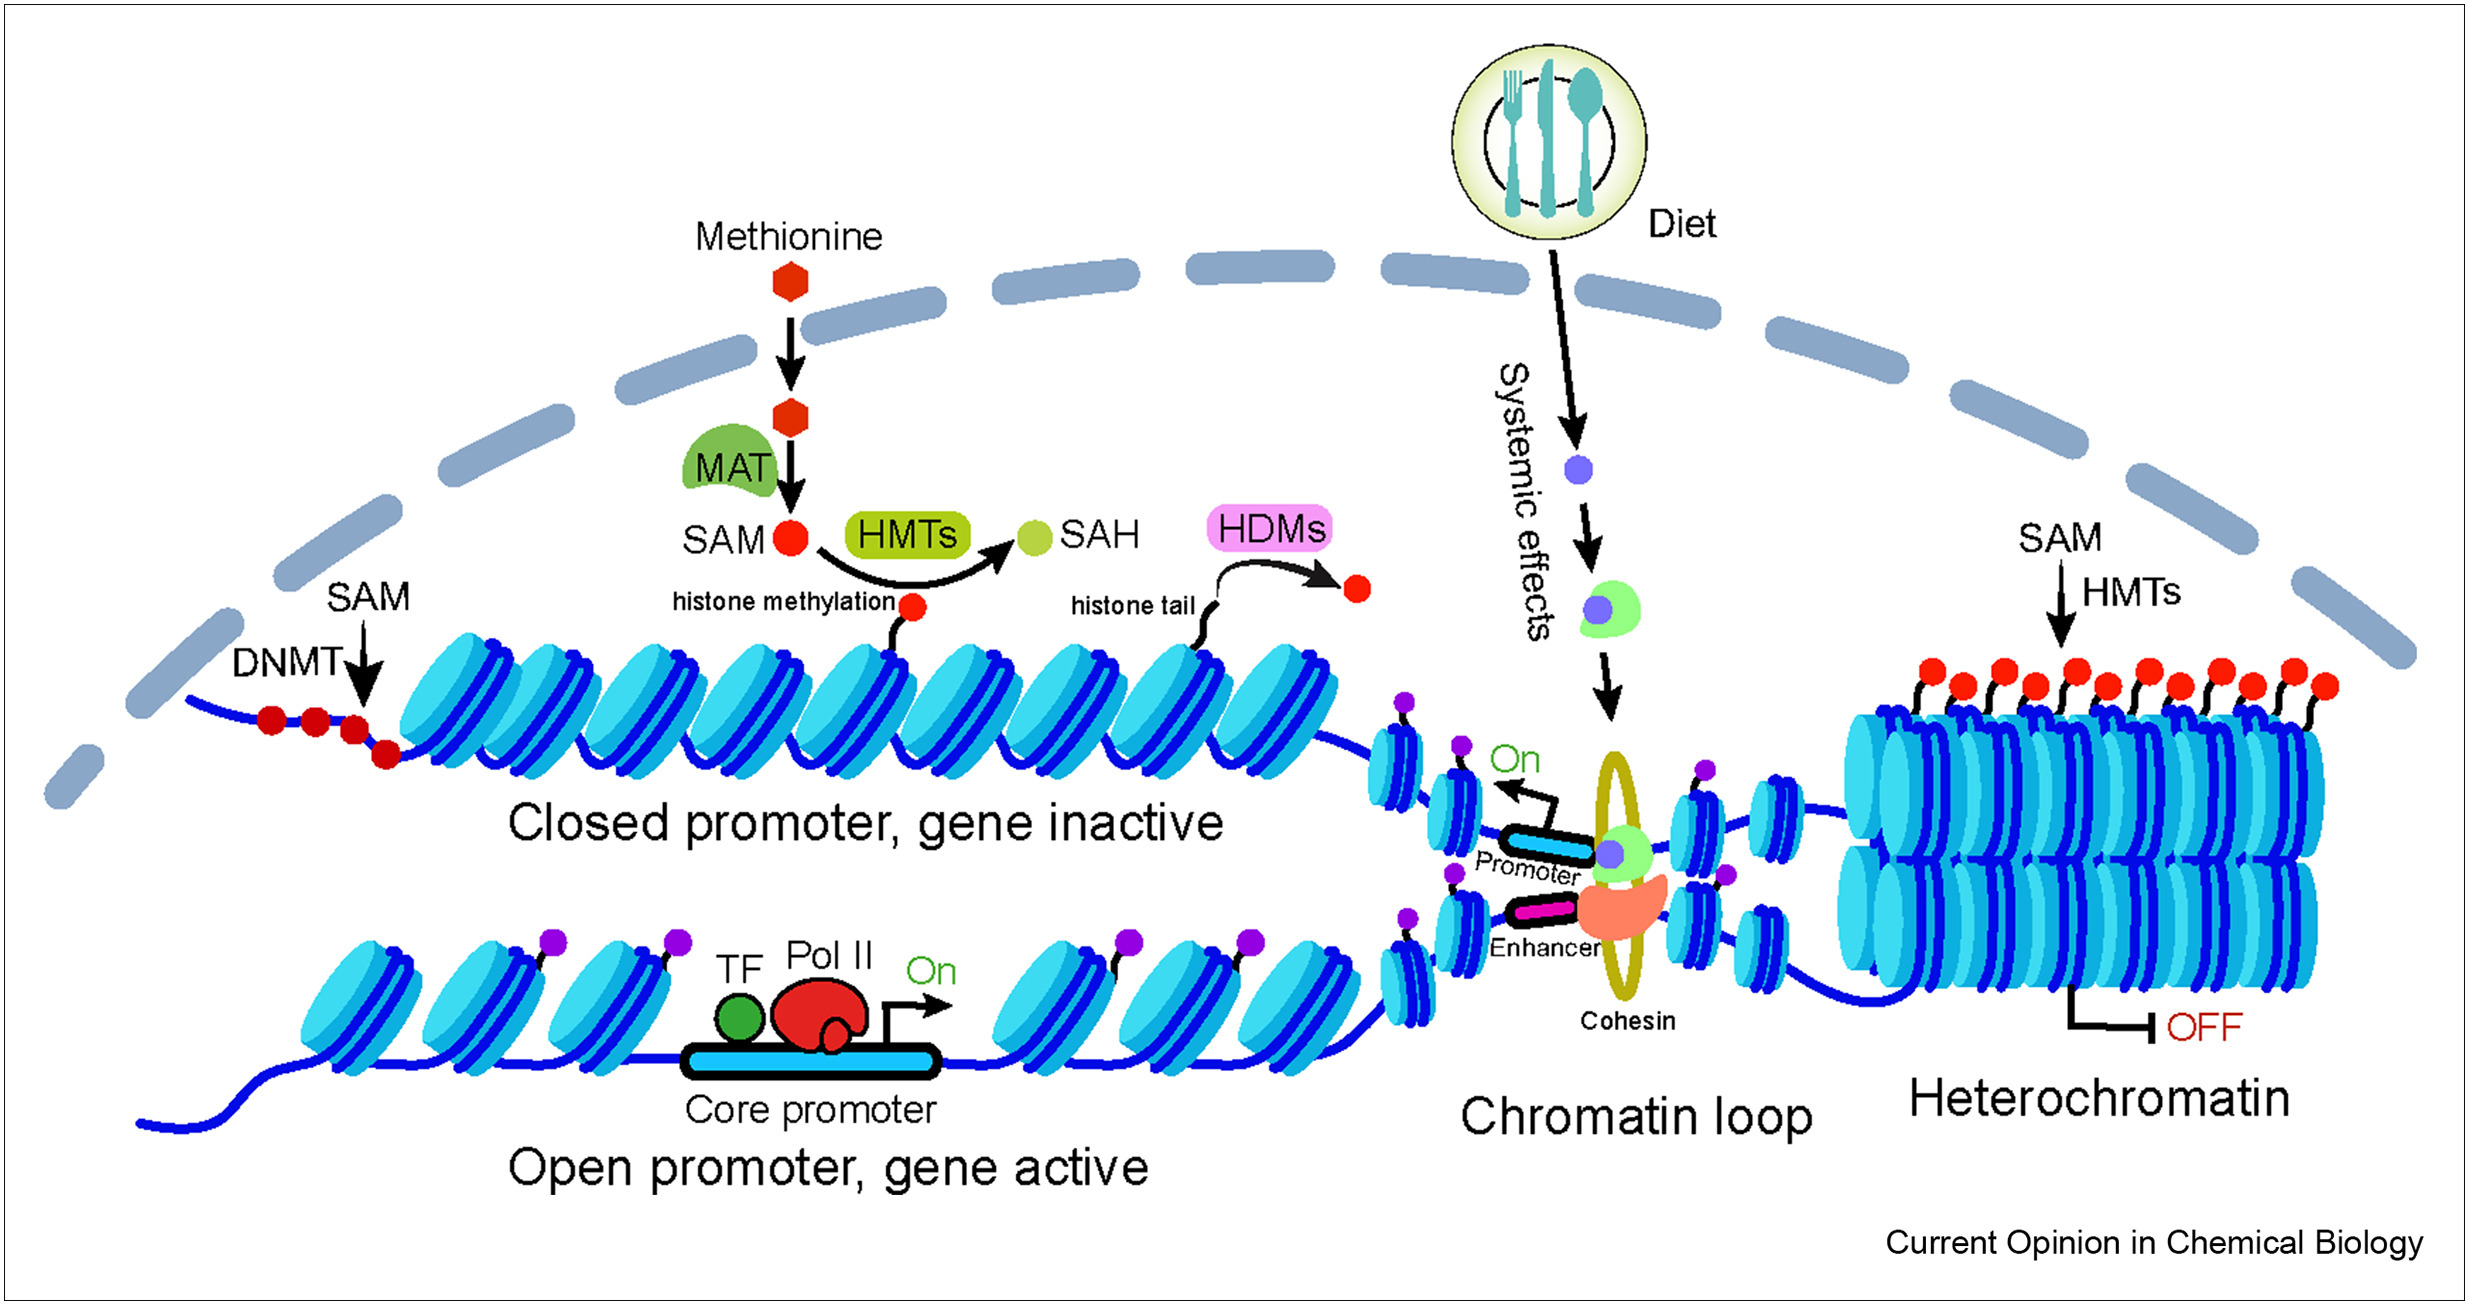 Diet
Methionine
Systemic effects
MAT
SAM
HMTs
SAH
HDMs
SAM
HMTs
SAM
histone methylation
histone tail
DNMT
On
Closed promoter, gene inactive
Promoter
Enhancer
TF
Pol II
On
Cohesin
OFF
Core promoter
Chromatin loop
Heterochromatin
Open promoter, gene active
Current Opinion in Chemical Biology